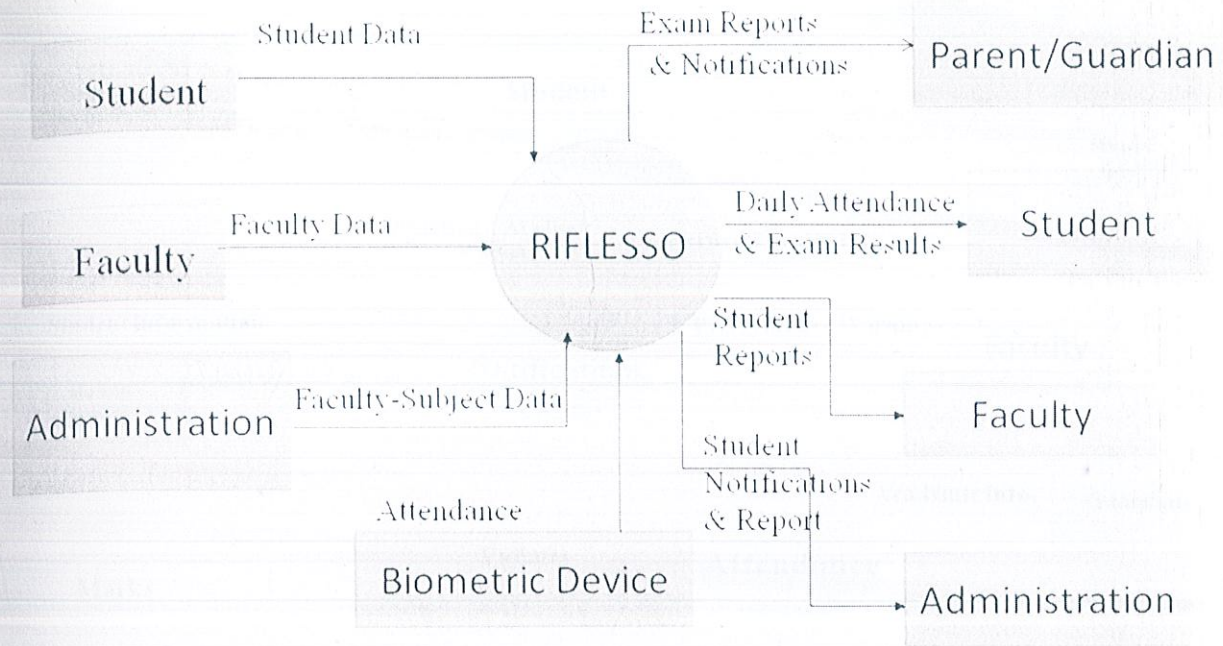 Student Data
Exam Reports
& Notifications
Parent/Guardian
Student
Daily Attendance
& Exam Results
Student
Faculty Data
RIFLESSO
Faculty
Student
Reports
Faculty-Subject Data
Faculty
Administration
Student
Notifications
& Report
Attendance
Biometric Device
Administration